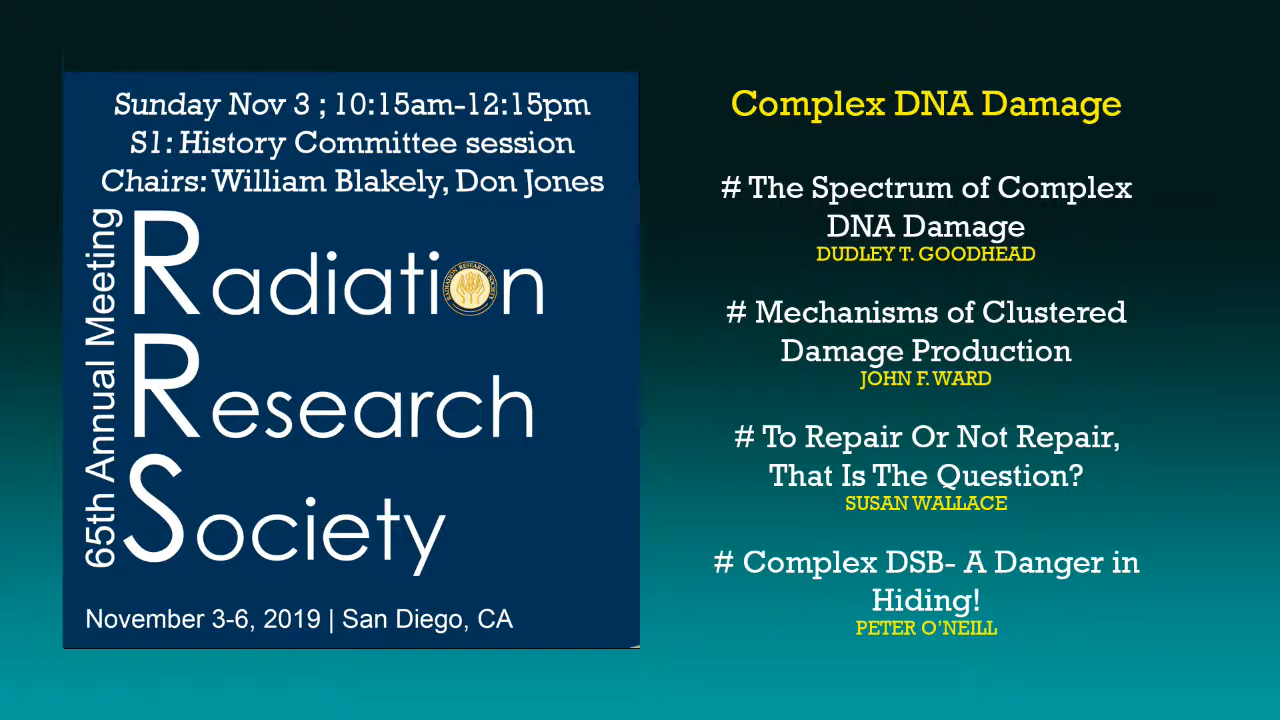 Sunday Nov 3 ; 10:15am-12:15pm
S1: History Committee session
Chairs: William Blakely, Don Jones
65th Annual Meeting
Radiation
RADIATION RESEARCH SOCIETY
Research
Society
November 3-6, 2019 | San Diego, CA
Complex DNA Damage
# The Spectrum of Complex
DNA Damage
DUDLEY T. GOODHEAD
# Mechanisms of Clustered
Damage Production
JOHN F. WARD
# To Repair Or Not Repair,
That Is The Question?
SUSAN WALLACE
# Complex DSB- A Danger in
Hiding!
PETER O'NEILL